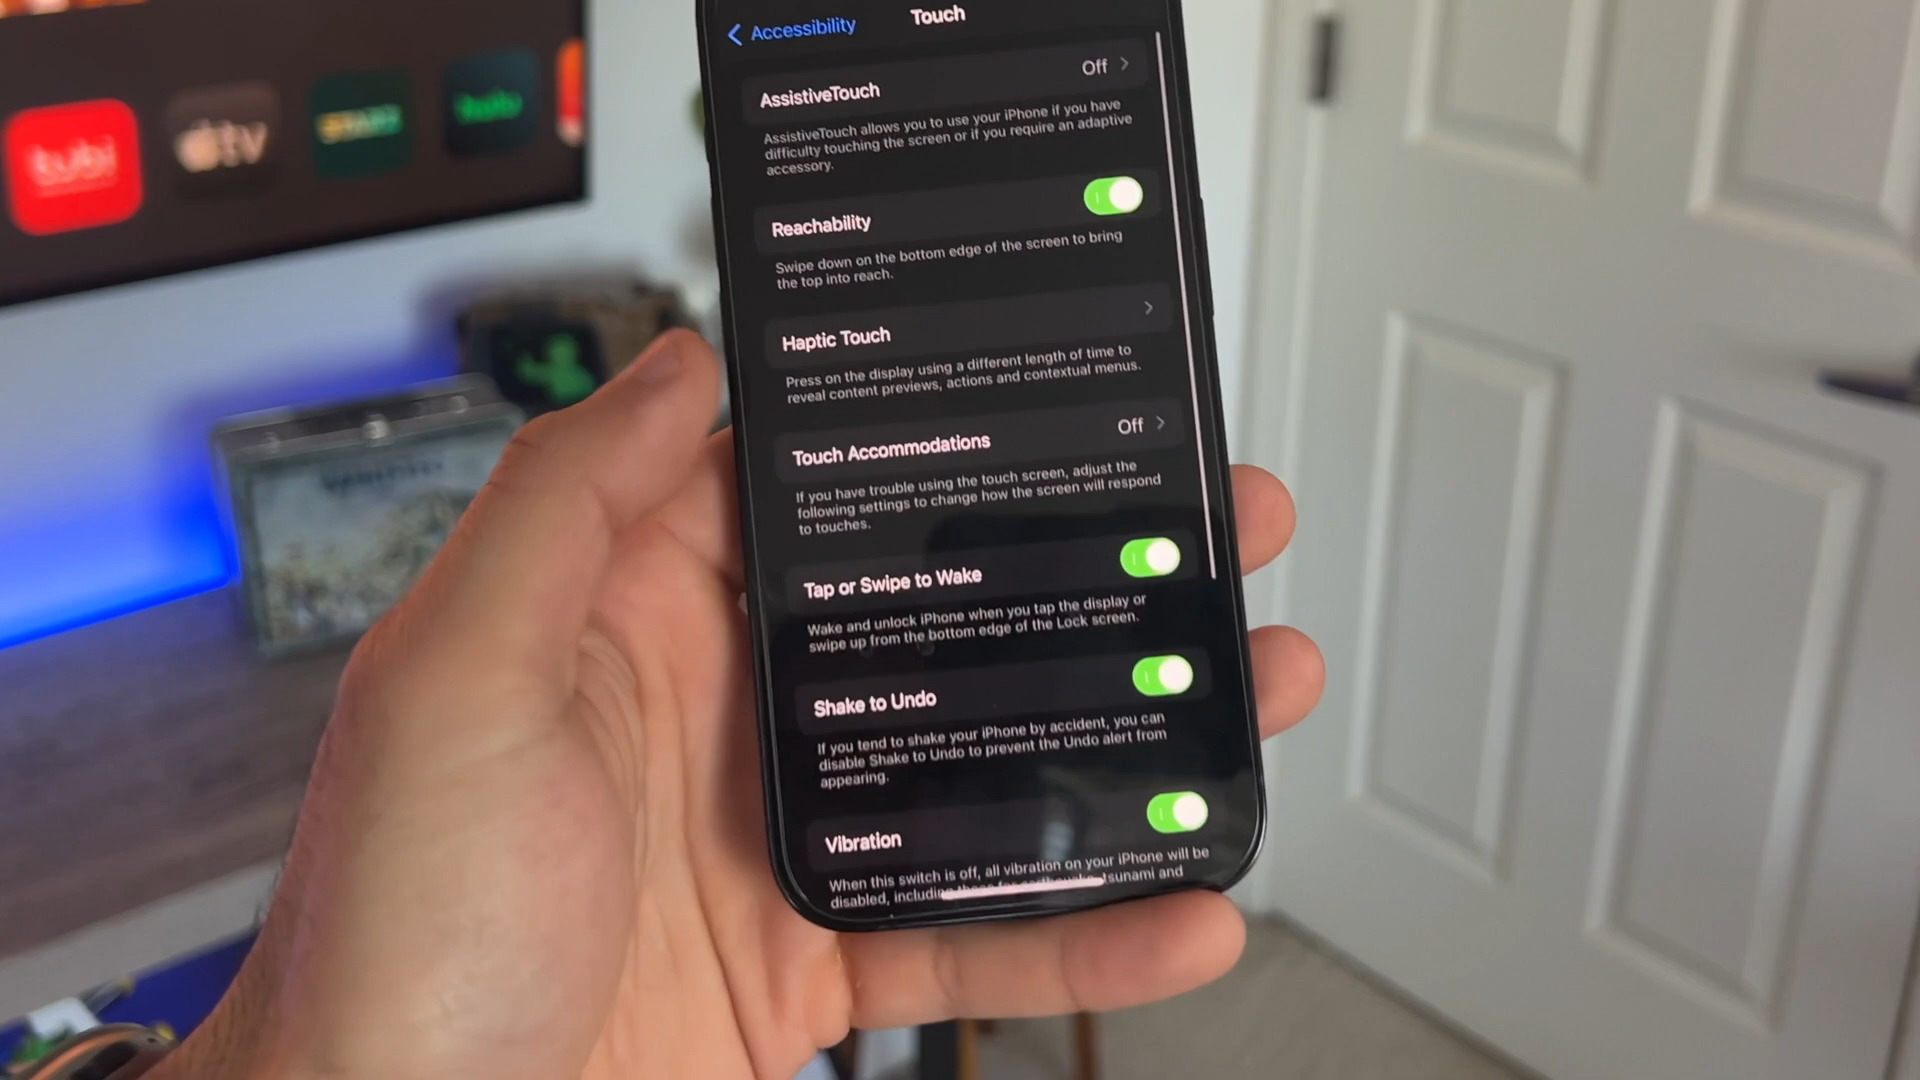 Accessibility
Touch
AssistiveTouch
Off
AssistiveTouch allows you to use your iPhone if you have
difficulty touching the screen or if you require an adaptive
accessory.
Reachability
Swipe down on the bottom edge of the screen to bring
the top into reach.
Haptic Touch
Press on the display using a different length of time to
reveal content previews, actions and contextual menus.
Touch Accommodations
Off
If you have trouble using the touch screen, adjust the
following settings to change how the screen will respond
to touches.
Tap or Swipe to Wake
Wake and unlock iPhone when you tap the display or
swipe up from the bottom edge of the Lock screen.
Shake to Undo
If you tend to shake your iPhone by accident, you can
disable Shake to Undo to prevent the Undo alert from
appearing.
Vibration
When this switch is off, all vibration on your iPhone will be
disabled, including those for earthquake, tsunami and
tubi
tv
STARZ
hulu